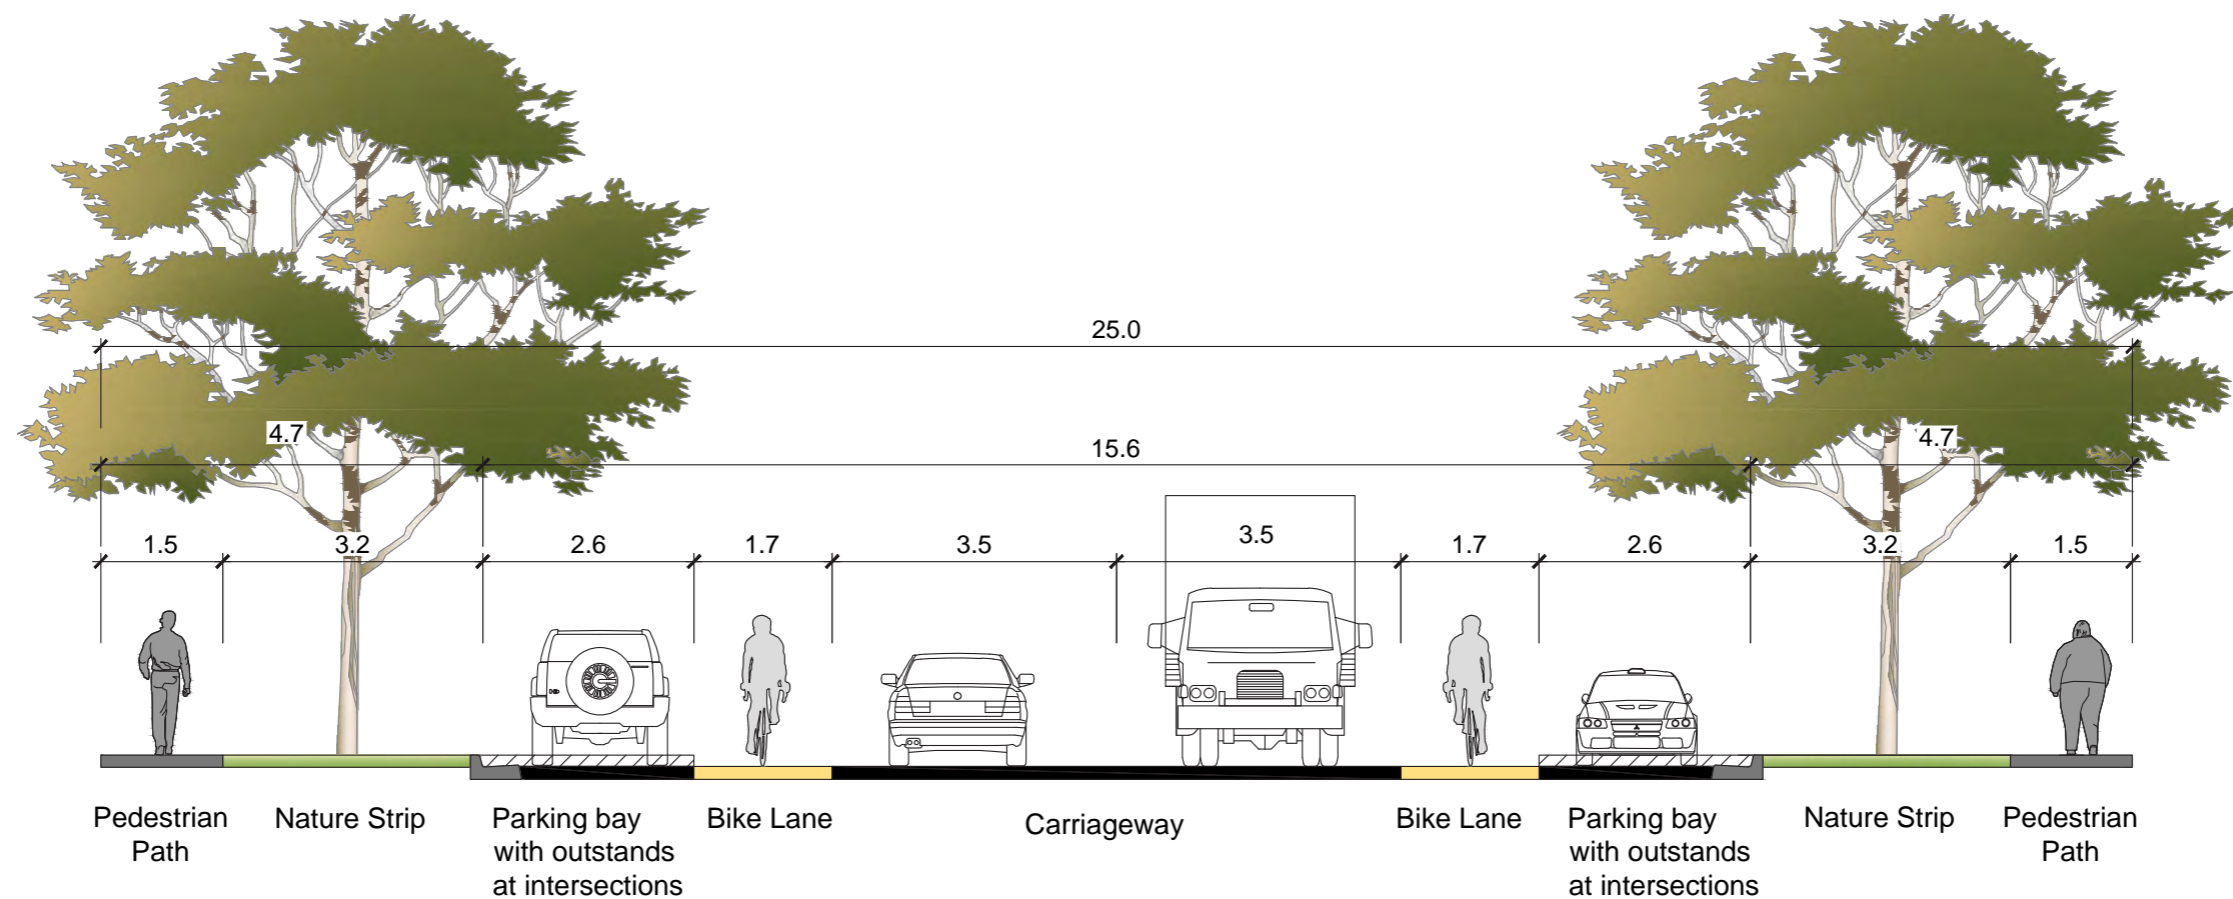 25.0
4.7
15.6
4.7
1.5
3.2
2.6
1.7
3.5
3.5
1.7
2.6
3.2
1.5
Pedestrian
Path
Nature Strip
Parking bay
with outstands
at intersections
Bike Lane
Carriageway
Bike Lane
Parking bay
with outstands
at intersections
Nature Strip
Pedestrian
Path